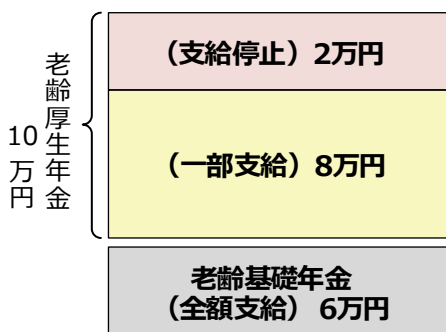 老齢厚生年金
10万円
（支給停止）2万円
（一部支給）8万円
老齢基礎年金
（全額支給）6万円